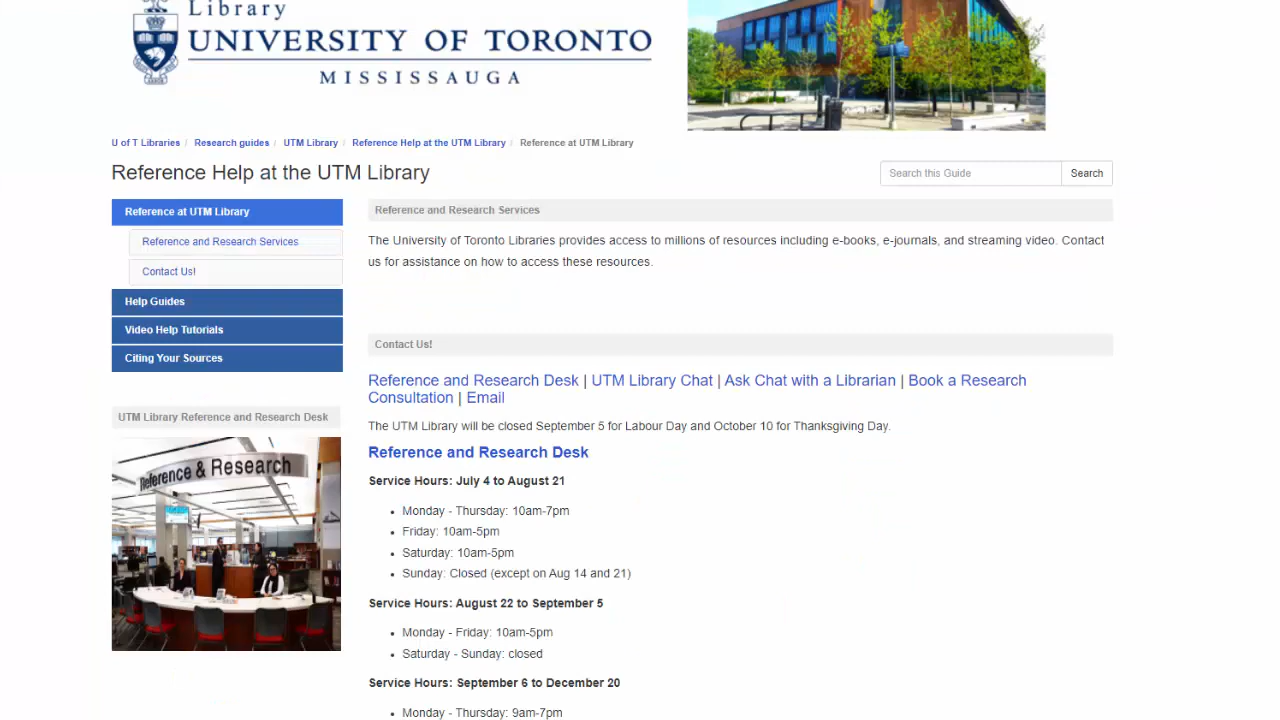 Library
UNIVERSITY OF TORONTO
MISSISSAUGA
U of T Libraries / Research guides / UTM Library / Reference Help at the UTM Library / Reference at UTM Library
Reference Help at the UTM Library
Search this Guide
Search
Reference at UTM Library
Reference and Research Services
Contact Us!
Help Guides
Video Help Tutorials
Citing Your Sources
UTM Library Reference and Research Desk
Reference & Research
Reference and Research Services
The University of Toronto Libraries provides access to millions of resources including e-books, e-journals, and streaming video. Contact
us for assistance on how to access these resources.
Contact Us!
Reference and Research Desk | UTM Library Chat | Ask Chat with a Librarian | Book a Research
Consultation | Email
The UTM Library will be closed September 5 for Labour Day and October 10 for Thanksgiving Day.
Reference and Research Desk
Service Hours: July 4 to August 21
• Monday - Thursday: 10am-7pm
• Friday: 10am-5pm
• Saturday: 10am-5pm
• Sunday: Closed (except on Aug 14 and 21)
Service Hours: August 22 to September 5
• Monday - Friday: 10am-5pm
• Saturday - Sunday: closed
Service Hours: September 6 to December 20
• Monday - Thursday: 9am-7pm